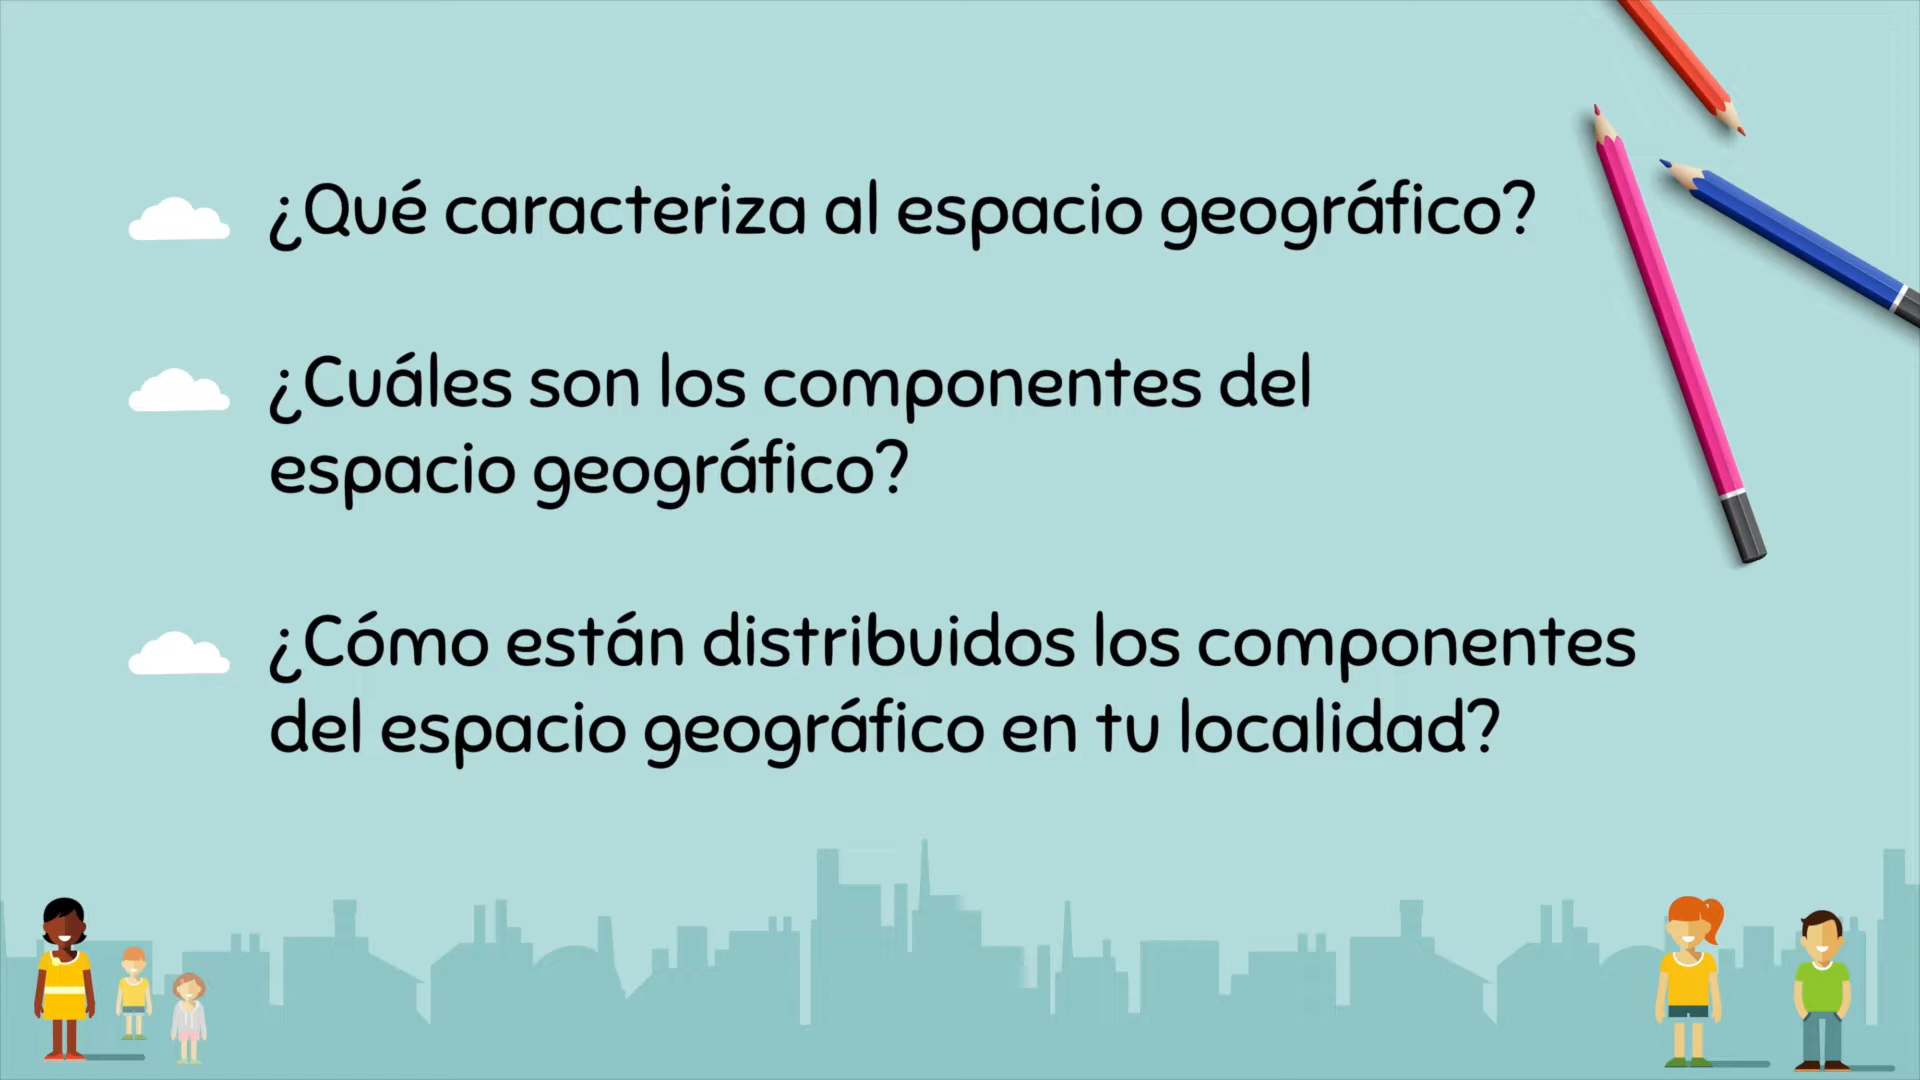 ¿Qué caracteriza al espacio geográfico?
¿Cuáles son los componentes del
espacio geográfico?
¿Cómo están distribuidos los componentes
del espacio geográfico en tu localidad?